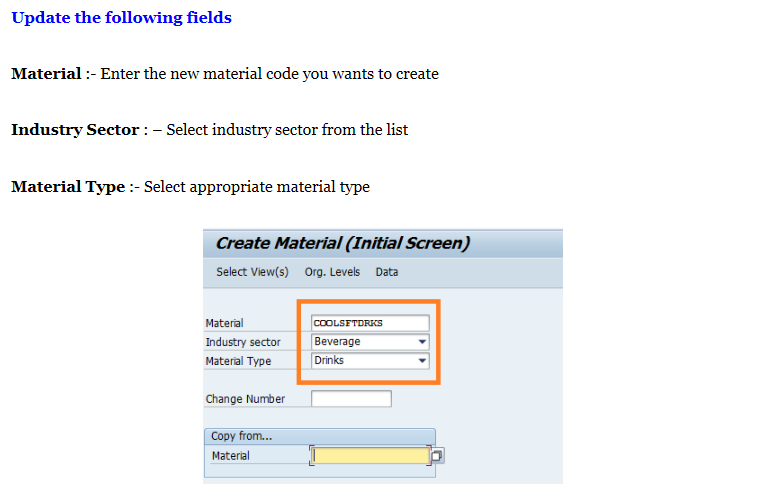 Update the following fields
Material :- Enter the new material code you wants to create
Industry Sector : – Select industry sector from the list
Material Type :- Select appropriate material type
Create Material (Initial Screen)
Select View(s) Org. Levels Data
Material COOLSFTDRKS
Industry sector Beverage
Material Type Drinks
Change Number
Copy from...
Material